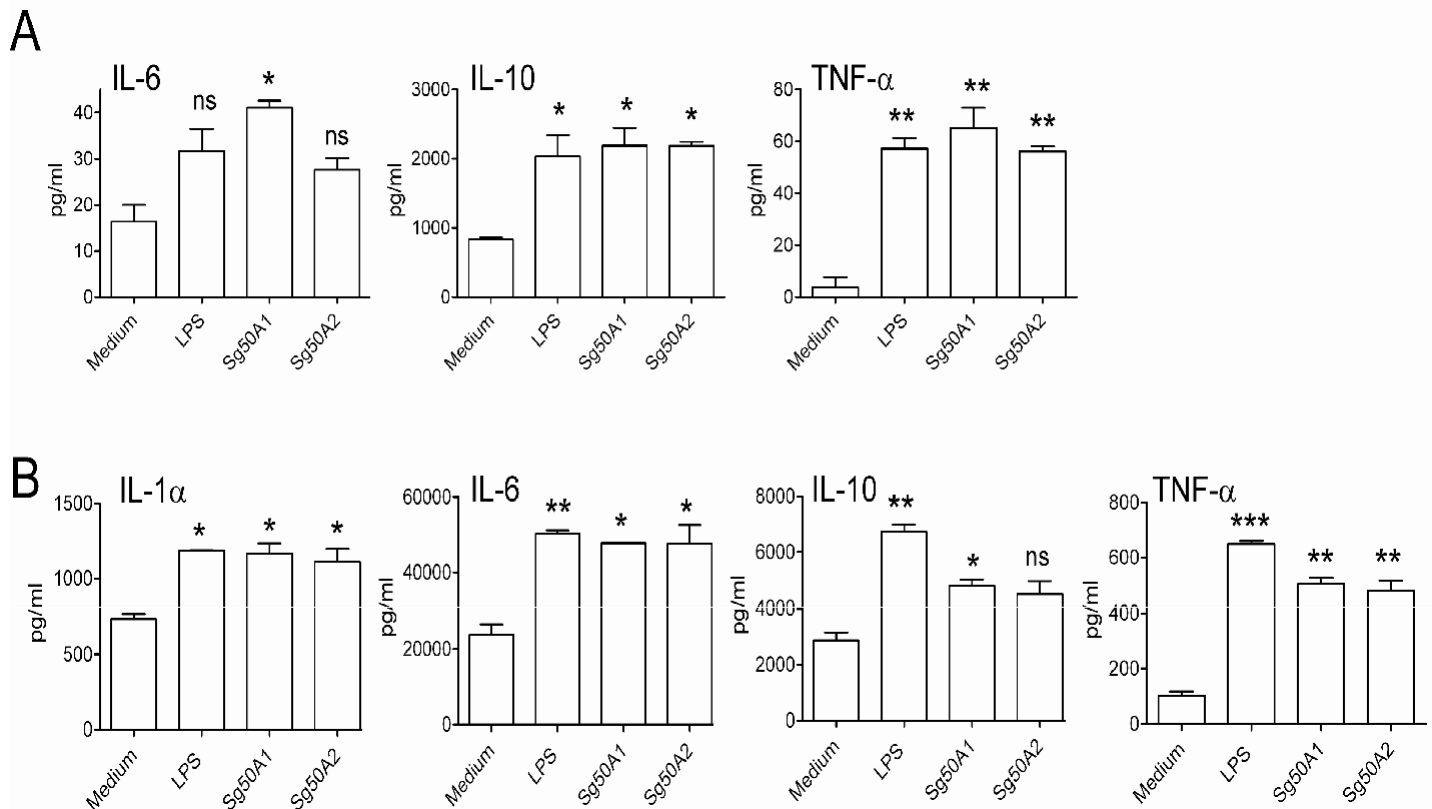 A
IL-6
ns
*
ns
pg/ml
40
30
20
10
0
Medium
LPS
Sg50A1
Sg50A2
IL-10
*
*
*
pg/ml
3000
2000
1000
0
Medium
LPS
Sg50A1
Sg50A2
TNF-α
**
**
**
pg/ml
80
60
40
20
0
Medium
LPS
Sg50A1
Sg50A2
B
IL-1α
*
*
*
pg/ml
1500
1000
500
0
Medium
LPS
Sg50A1
Sg50A2
IL-6
**
*
*
pg/ml
60000
40000
20000
0
Medium
LPS
Sg50A1
Sg50A2
IL-10
**
*
ns
pg/ml
8000
6000
4000
2000
0
Medium
LPS
Sg50A1
Sg50A2
TNF-α
***
**
**
pg/ml
800
600
400
200
0
Medium
LPS
Sg50A1
Sg50A2